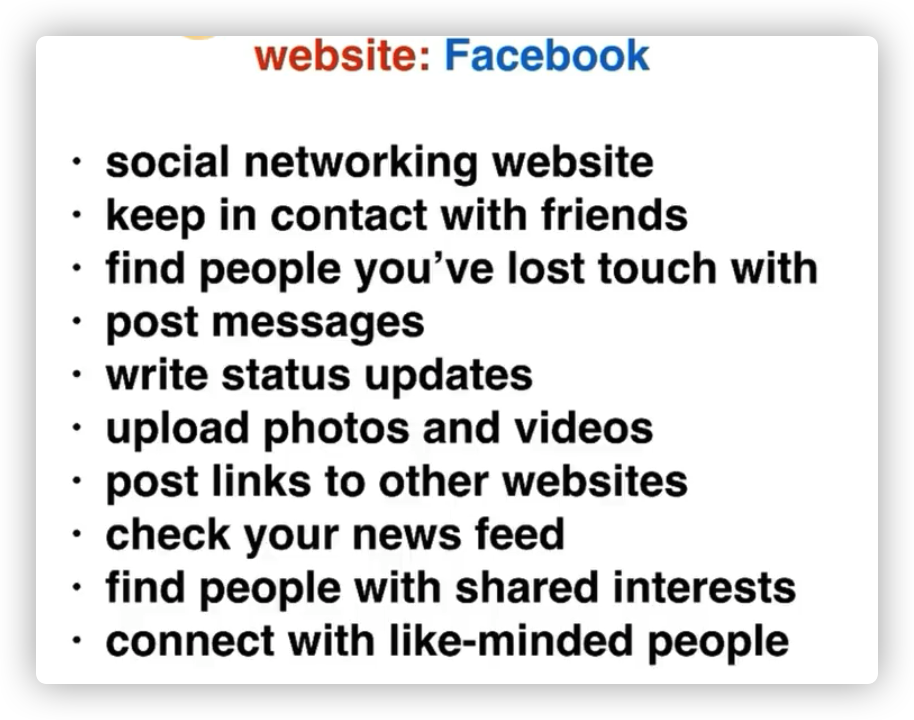 website: Facebook
· social networking website
· keep in contact with friends
· find people you’ve lost touch with
· post messages
· write status updates
· upload photos and videos
· post links to other websites
· check your news feed
· find people with shared interests
· connect with like-minded people